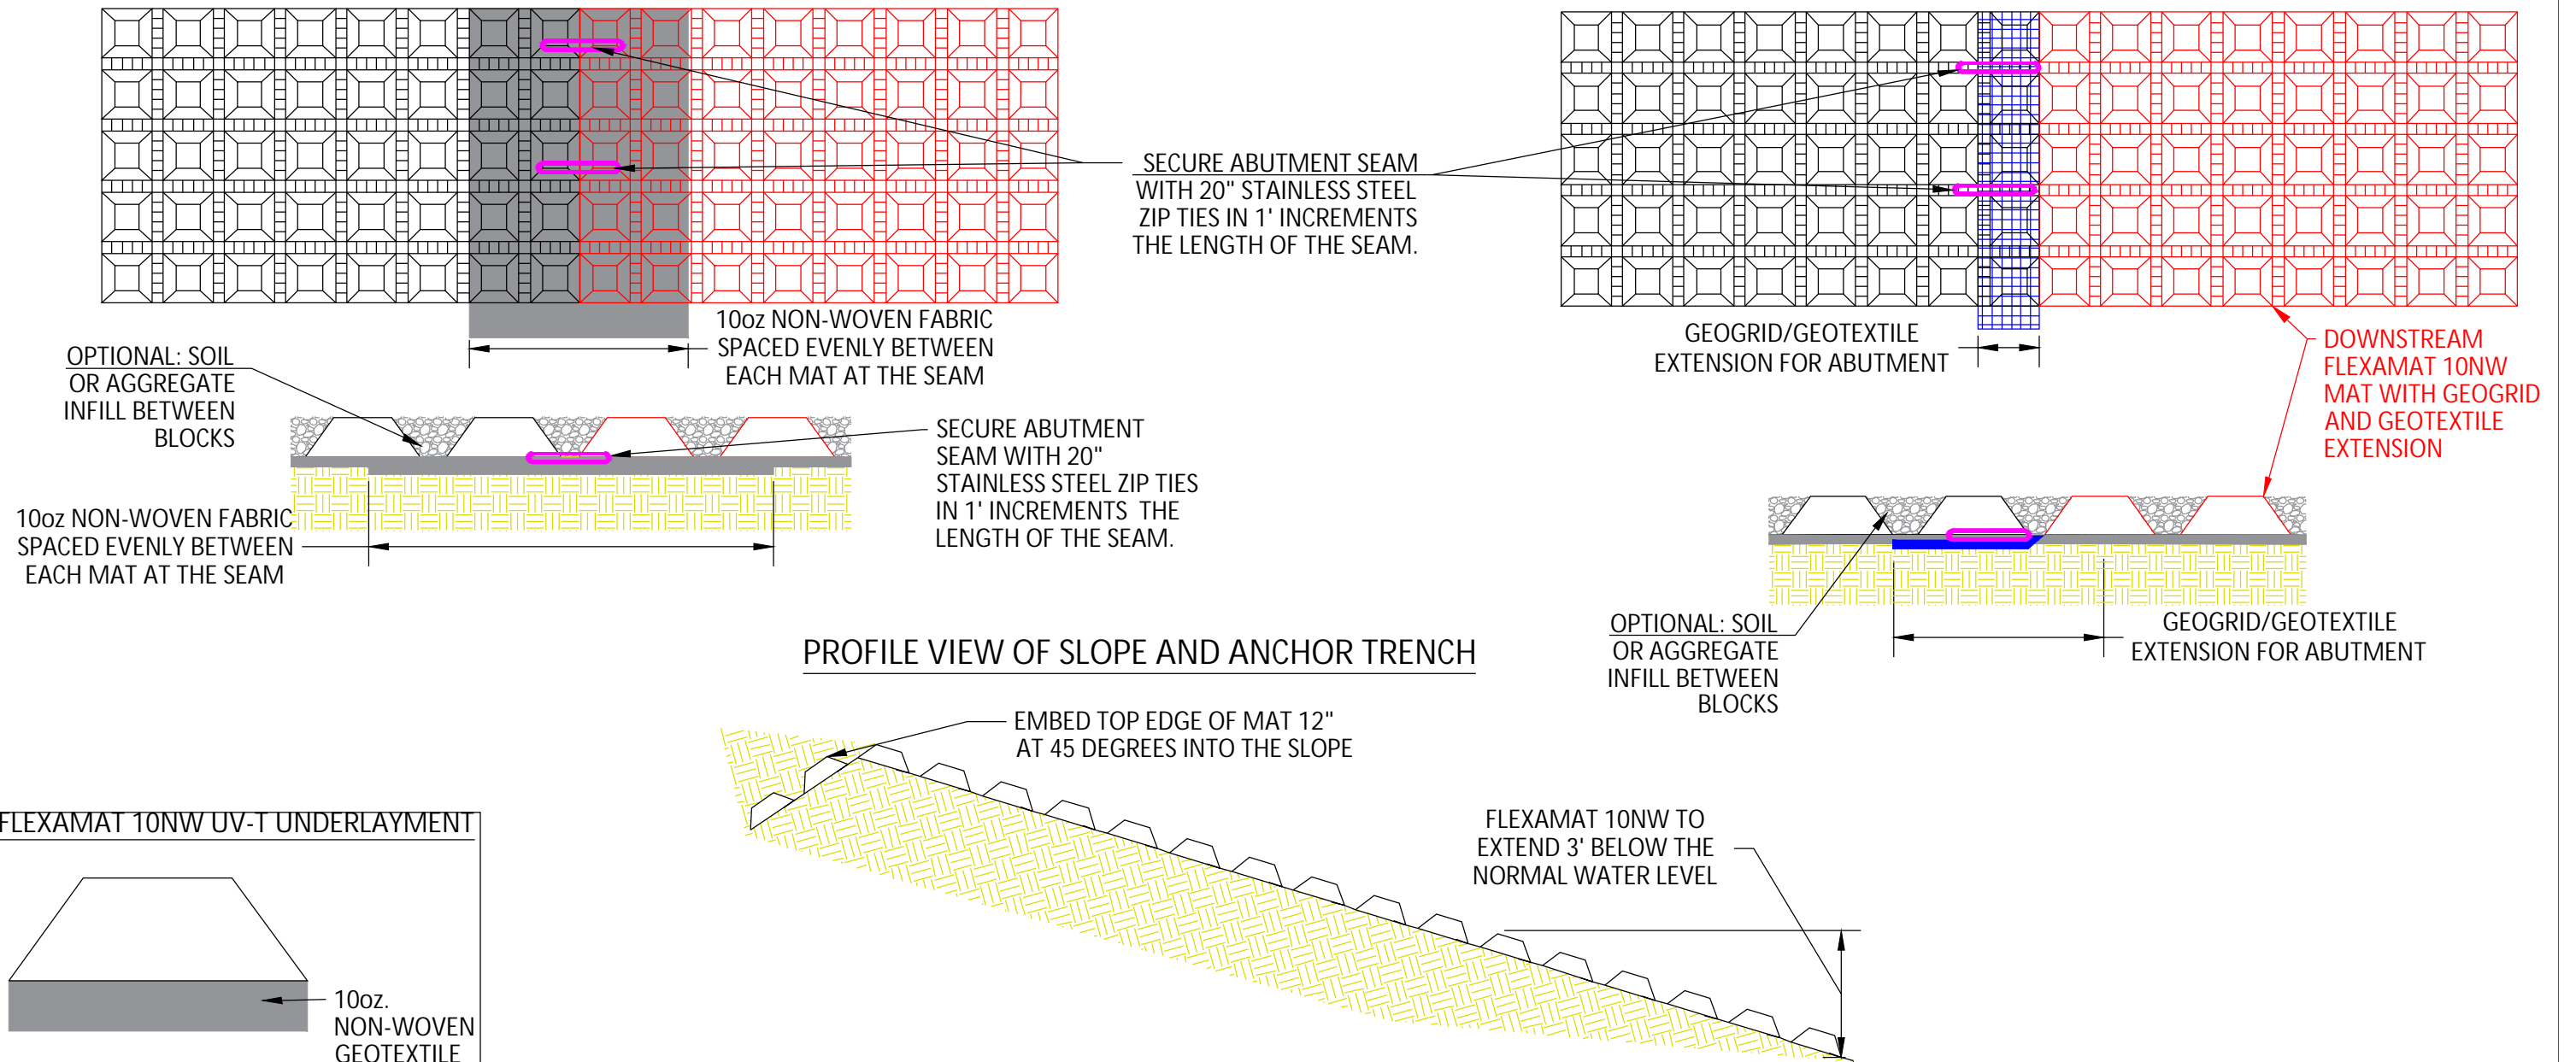 SECURE ABUTMENT SEAM
WITH 20" STAINLESS STEEL
ZIP TIES IN 1' INCREMENTS
THE LENGTH OF THE SEAM.
10oz NON-WOVEN FABRIC
SPACED EVENLY BETWEEN
EACH MAT AT THE SEAM
GEOGRID/GEOTEXTILE
EXTENSION FOR ABUTMENT
DOWNSTREAM
FLEXAMAT 10NW
MAT WITH GEOGRID
AND GEOTEXTILE
EXTENSION
OPTIONAL: SOIL
OR AGGREGATE
INFILL BETWEEN
BLOCKS
SECURE ABUTMENT
SEAM WITH 20"
STAINLESS STEEL ZIP TIES
IN 1' INCREMENTS THE
LENGTH OF THE SEAM.
10oz NON-WOVEN FABRIC
SPACED EVENLY BETWEEN
EACH MAT AT THE SEAM
OPTIONAL: SOIL
OR AGGREGATE
INFILL BETWEEN
BLOCKS
GEOGRID/GEOTEXTILE
EXTENSION FOR ABUTMENT
PROFILE VIEW OF SLOPE AND ANCHOR TRENCH
EMBED TOP EDGE OF MAT 12"
AT 45 DEGREES INTO THE SLOPE
FLEXAMAT 10NW TO
EXTEND 3' BELOW THE
NORMAL WATER LEVEL
FLEXAMAT 10NW UV-T UNDERLAYMENT
10oz.
NON-WOVEN
GEOTEXTILE